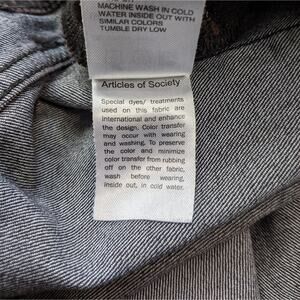 MACHINE WASH IN COLD
WATER INSIDE OUT WITH
SIMILAR COLORS
TUMBLE DRY LOW
Articles of Society
Special dyes/ treatments
used on this fabric are
international and enhance
the design. Color transfer
may occur with wearing
and washing. To preserve
the color and minimize
color transfer from rubbing
off on the other fabric,
wash before wearing,
inside out, in cold water.